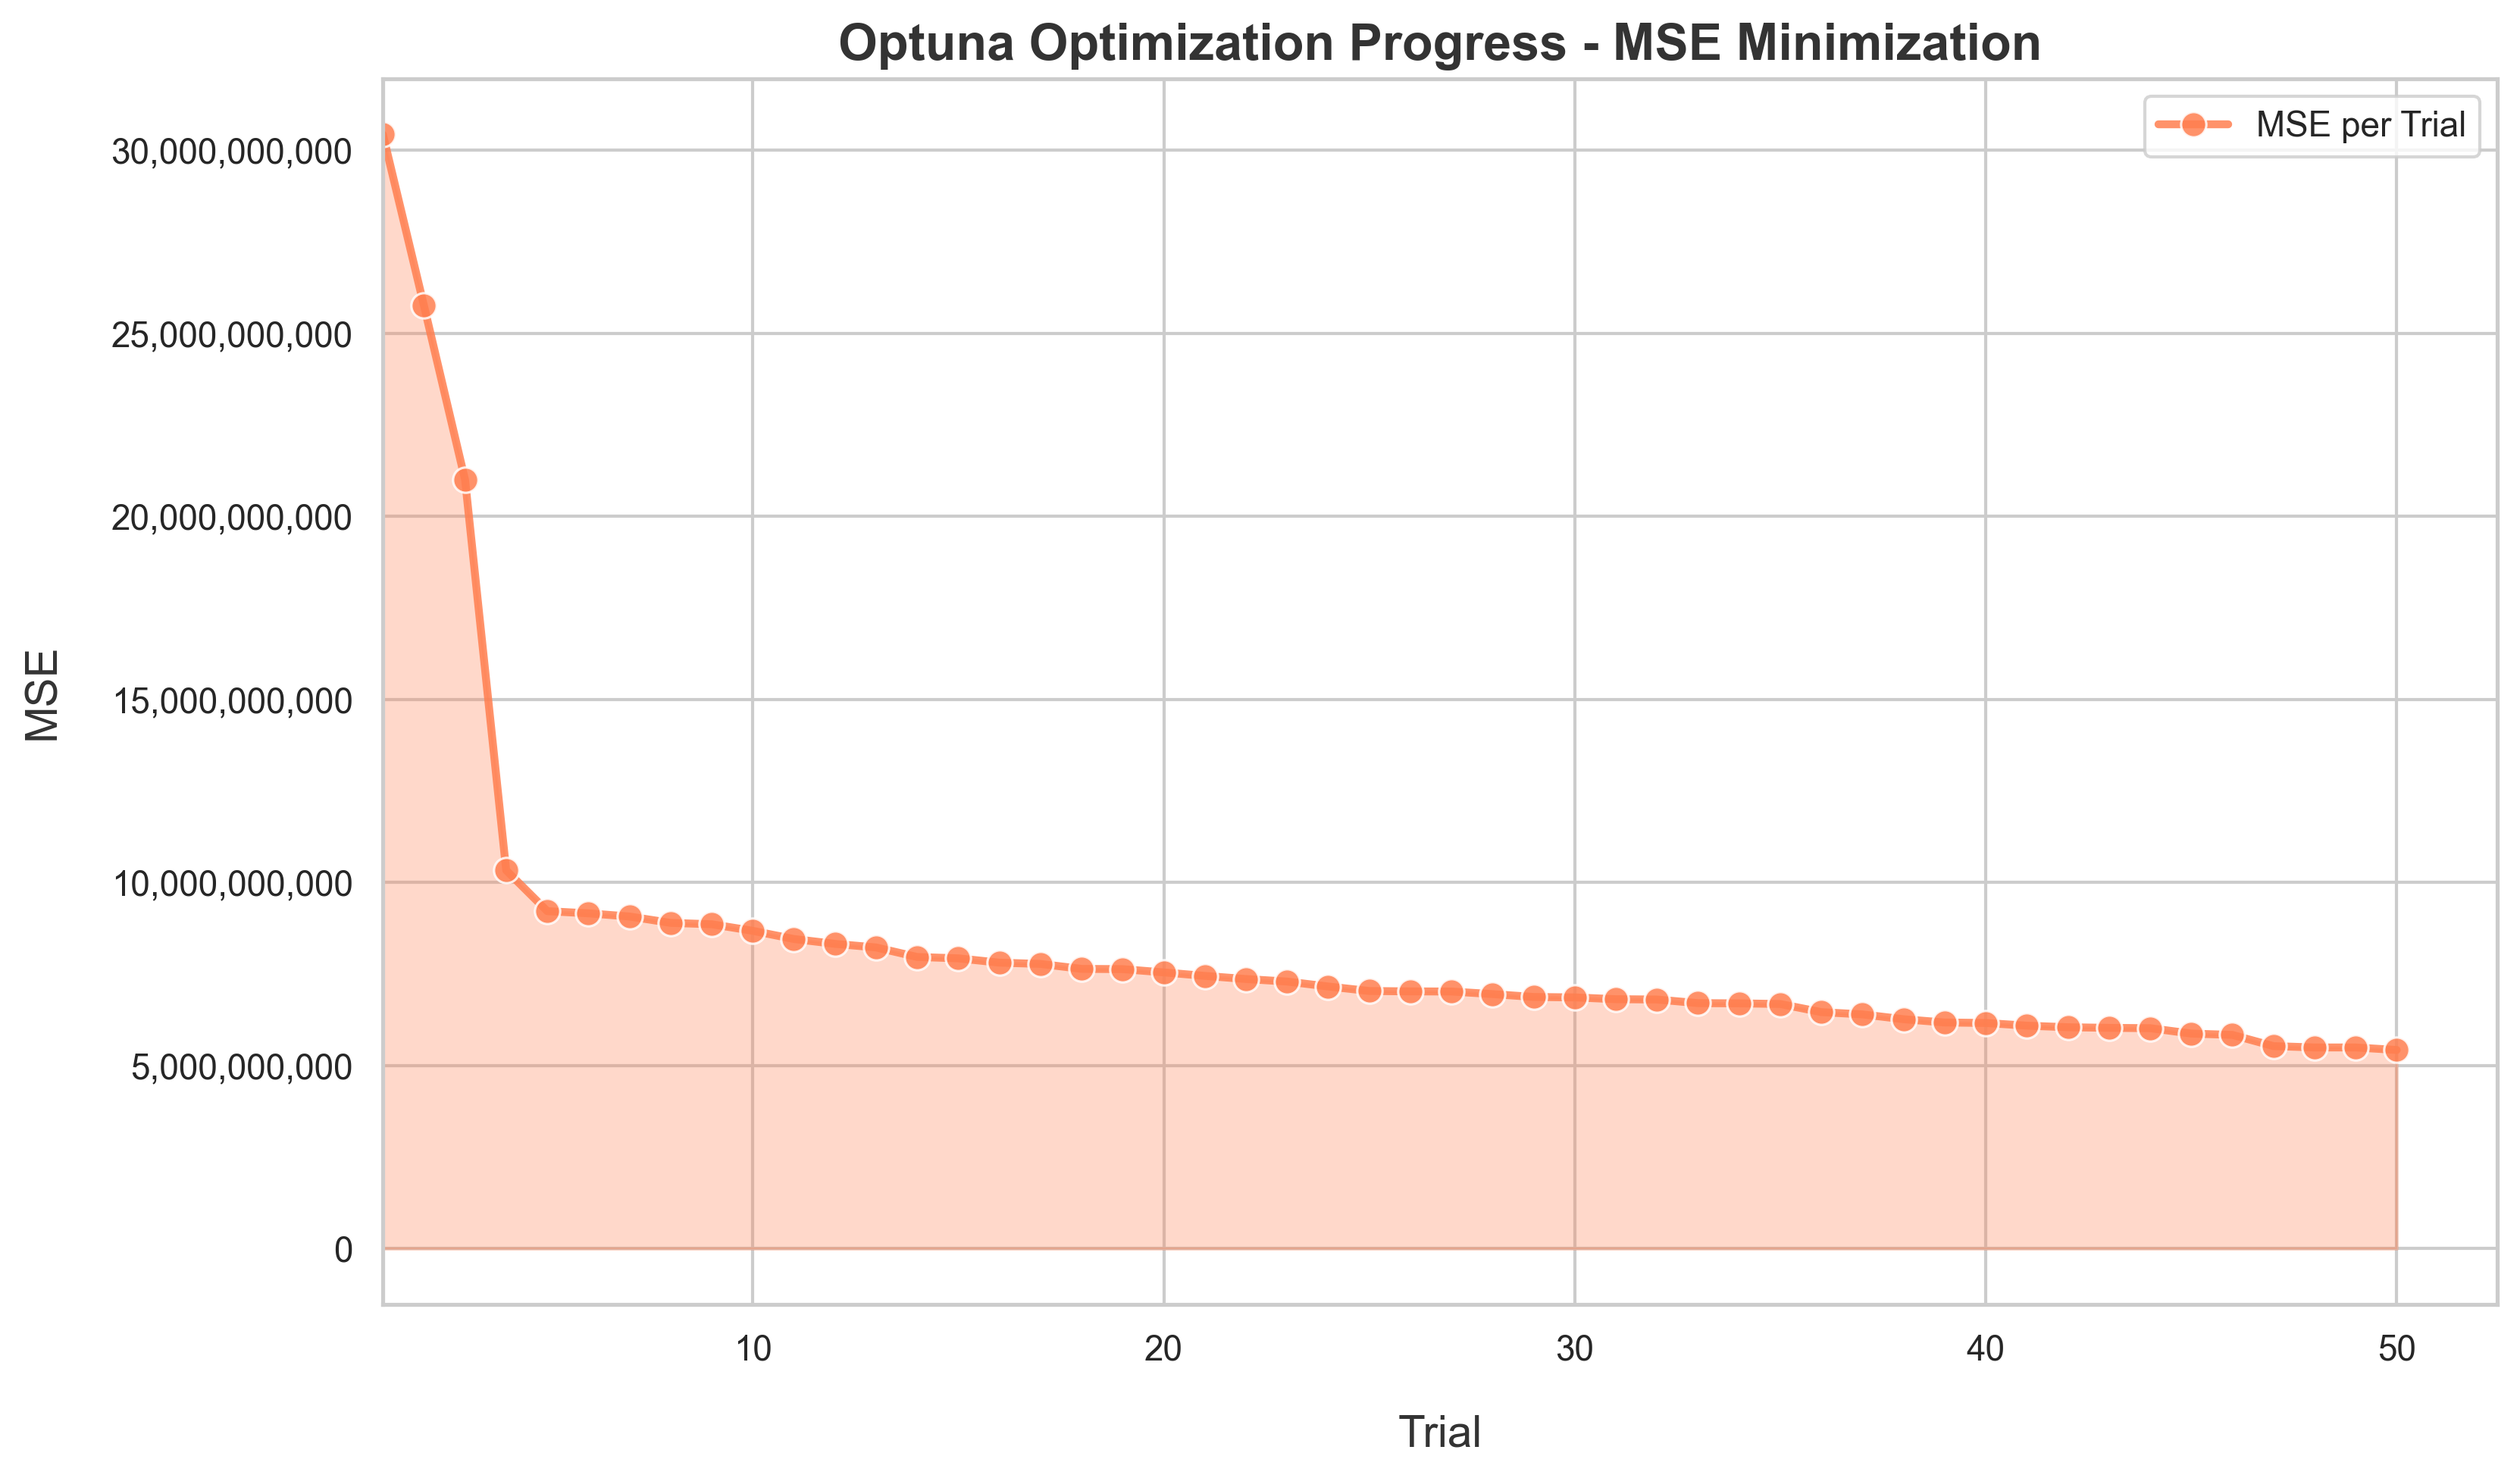 Optuna Optimization Progress - MSE Minimization
MSE per Trial
30,000,000,000
25,000,000,000
20,000,000,000
15,000,000,000
10,000,000,000
5,000,000,000
0
MSE
10 20 30 40 50
Trial